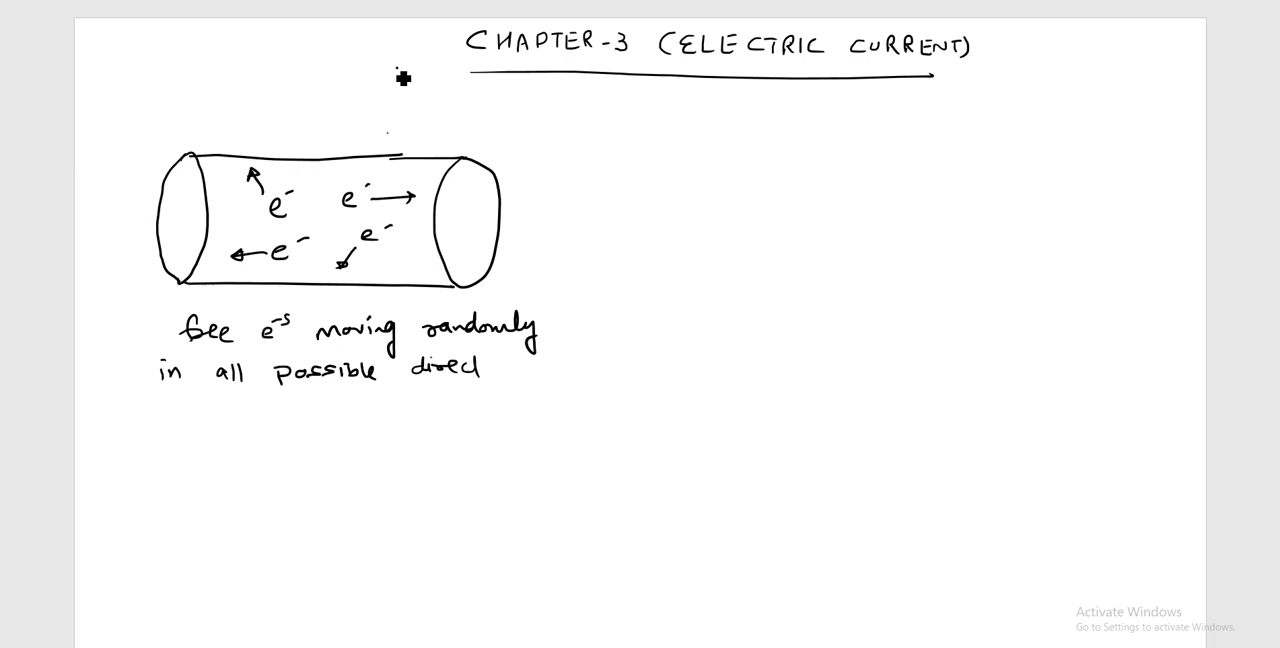 CHAPTER-3 (ELECTRIC CURRENT)
e⁻ e⁻
e⁻
e⁻
free e⁻s moving randomly
in all possible direc
Activate Windows
Go to Settings to activate Windows.